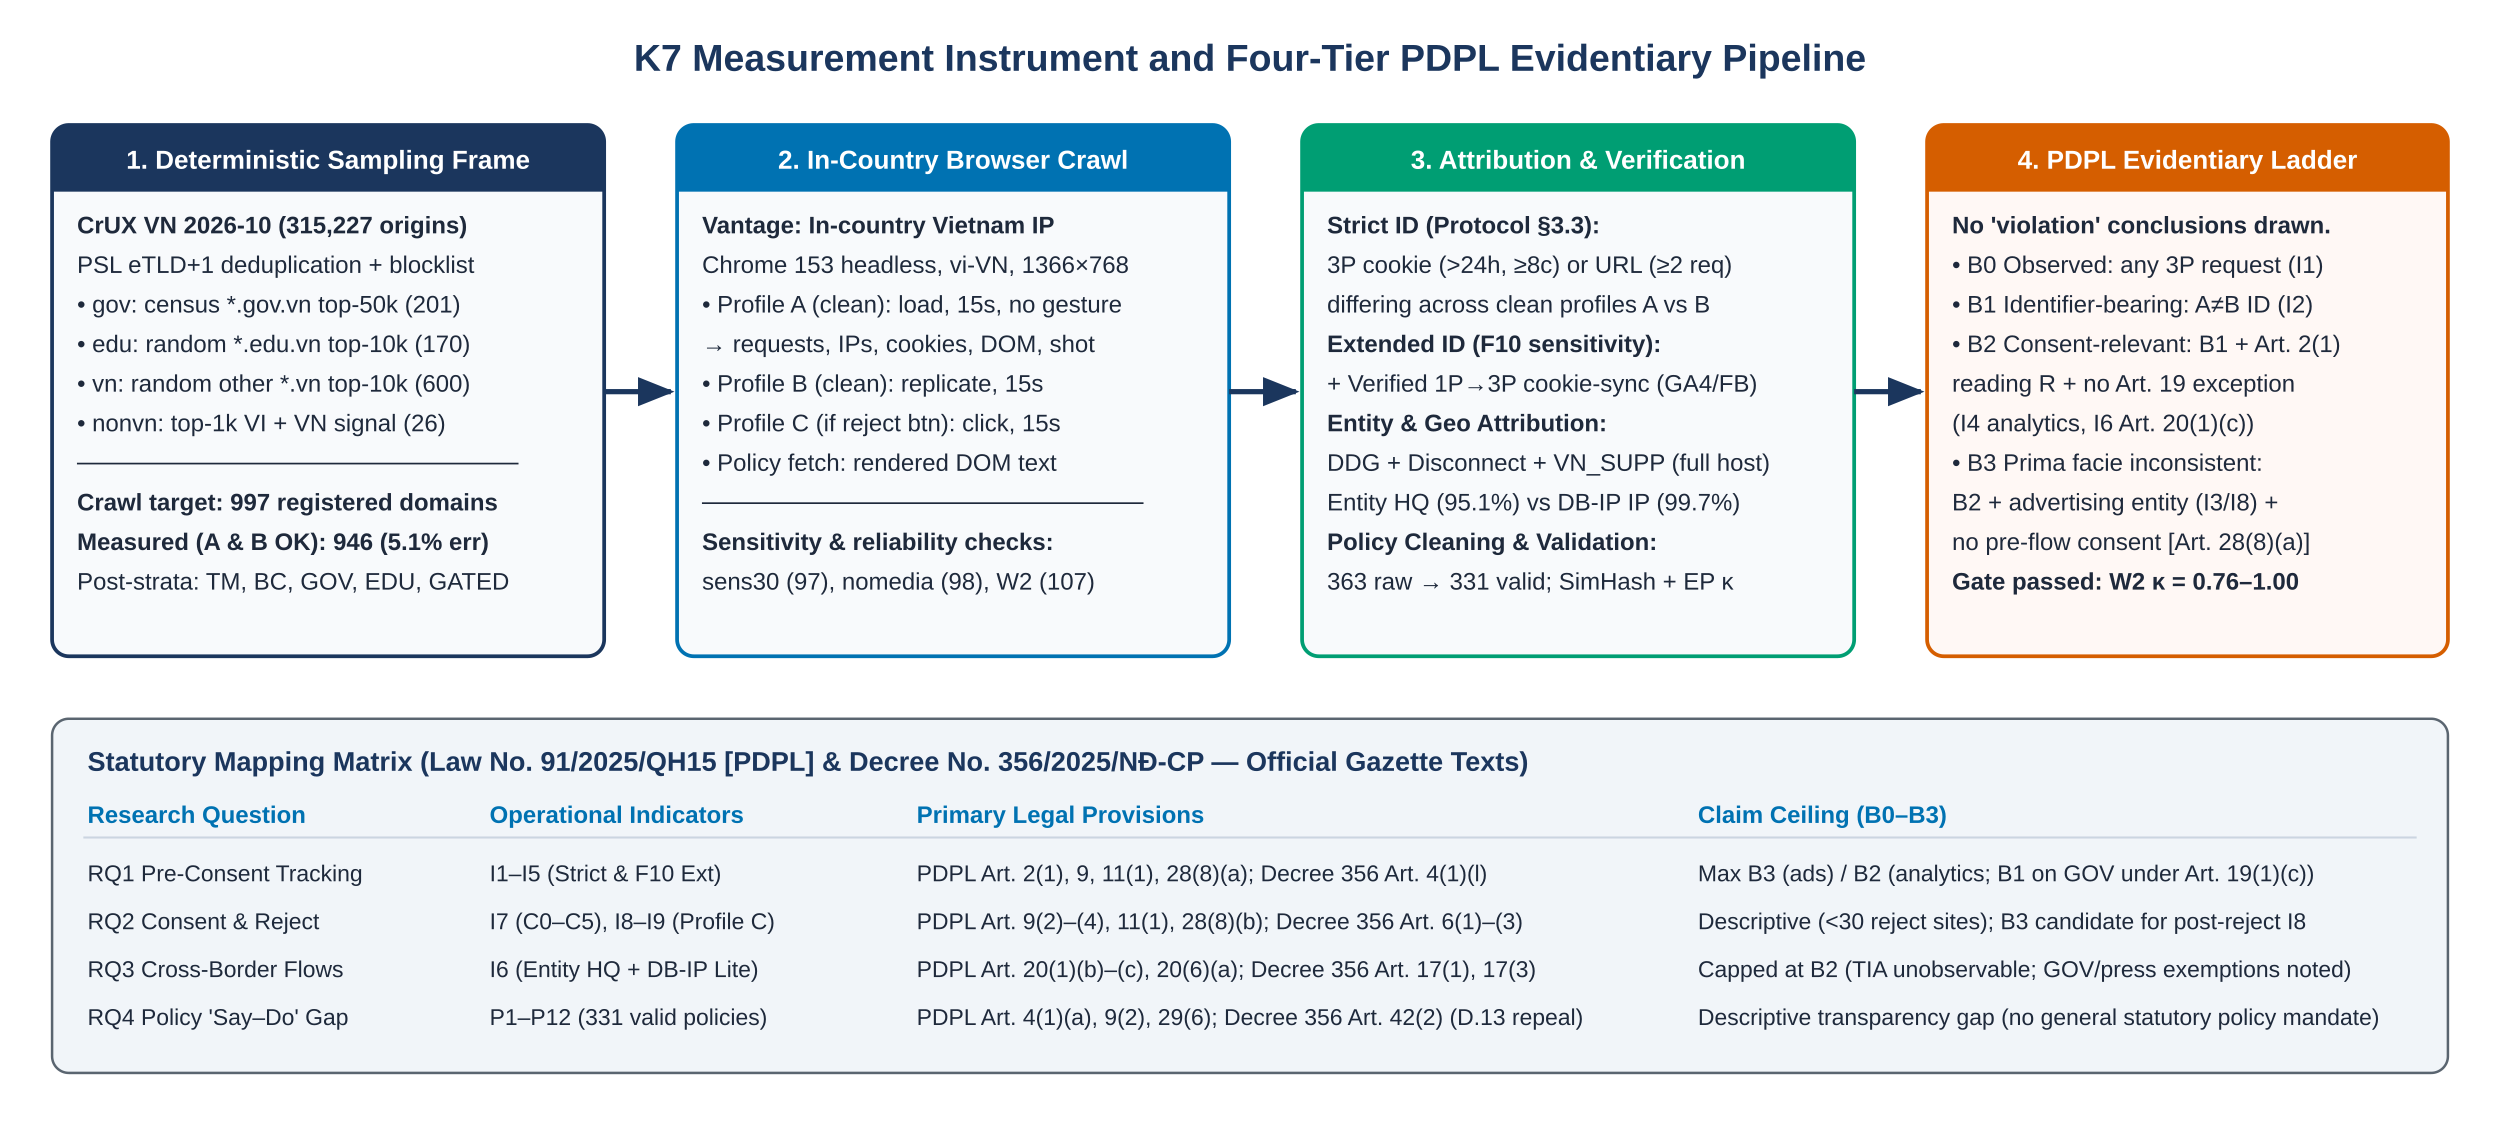 K7 Measurement Instrument and Four-Tier PDPL Evidentiary Pipeline
1. Deterministic Sampling Frame
CrUX VN 2026-10 (315,227 origins)
PSL eTLD+1 deduplication + blocklist
• gov: census *.gov.vn top-50k (201)
• edu: random *.edu.vn top-10k (170)
• vn: random other *.vn top-10k (600)
• nonvn: top-1k VI + VN signal (26)
Crawl target: 997 registered domains
Measured (A & B OK): 946 (5.1% err)
Post-strata: TM, BC, GOV, EDU, GATED
2. In-Country Browser Crawl
Vantage: In-country Vietnam IP
Chrome 153 headless, vi-VN, 1366×768
• Profile A (clean): load, 15s, no gesture
→ requests, IPs, cookies, DOM, shot
• Profile B (clean): replicate, 15s
• Profile C (if reject btn): click, 15s
• Policy fetch: rendered DOM text
Sensitivity & reliability checks:
sens30 (97), nomedia (98), W2 (107)
3. Attribution & Verification
Strict ID (Protocol §3.3):
3P cookie (>24h, ≥8c) or URL (≥2 req)
differing across clean profiles A vs B
Extended ID (F10 sensitivity):
+ Verified 1P→3P cookie-sync (GA4/FB)
Entity & Geo Attribution:
DDG + Disconnect + VN_SUPP (full host)
Entity HQ (95.1%) vs DB-IP IP (99.7%)
Policy Cleaning & Validation:
363 raw → 331 valid; SimHash + EP κ
4. PDPL Evidentiary Ladder
No 'violation' conclusions drawn.
• B0 Observed: any 3P request (I1)
• B1 Identifier-bearing: A≠B ID (I2)
• B2 Consent-relevant: B1 + Art. 2(1)
reading R + no Art. 19 exception
(I4 analytics, I6 Art. 20(1)(c))
• B3 Prima facie inconsistent:
B2 + advertising entity (I3/I8) +
no pre-flow consent [Art. 28(8)(a)]
Gate passed: W2 κ = 0.76–1.00
Statutory Mapping Matrix (Law No. 91/2025/QH15 [PDPL] & Decree No. 356/2025/NĐ-CP — Official Gazette Texts)
Research Question Operational Indicators Primary Legal Provisions Claim Ceiling (B0–B3)
RQ1 Pre-Consent Tracking I1–I5 (Strict & F10 Ext) PDPL Art. 2(1), 9, 11(1), 28(8)(a); Decree 356 Art. 4(1)(l) Max B3 (ads) / B2 (analytics; B1 on GOV under Art. 19(1)(c))
RQ2 Consent & Reject I7 (C0–C5), I8–I9 (Profile C) PDPL Art. 9(2)–(4), 11(1), 28(8)(b); Decree 356 Art. 6(1)–(3) Descriptive (<30 reject sites); B3 candidate for post-reject I8
RQ3 Cross-Border Flows I6 (Entity HQ + DB-IP Lite) PDPL Art. 20(1)(b)–(c), 20(6)(a); Decree 356 Art. 17(1), 17(3) Capped at B2 (TIA unobservable; GOV/press exemptions noted)
RQ4 Policy 'Say–Do' Gap P1–P12 (331 valid policies) PDPL Art. 4(1)(a), 9(2), 29(6); Decree 356 Art. 42(2) (D.13 repeal) Descriptive transparency gap (no general statutory policy mandate)